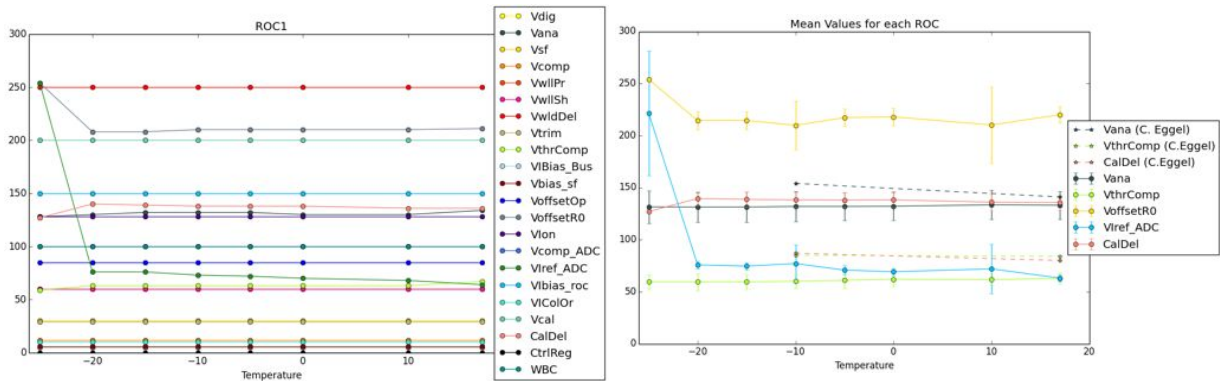 ROC1
300
250
200
150
100
50
0
−20
−10
0
10
Temperature
Vdig
Vana
Vsf
Vcomp
VwllPr
VwllSh
VwldDel
Vtrim
VthrComp
VIBias_Bus
Vbias_sf
VoffsetOp
VoffsetR0
VIon
Vcomp_ADC
VIref_ADC
VIbias_roc
VIColOr
Vcal
CalDel
CtrlReg
WBC
Mean Values for each ROC
300
250
200
150
100
50
0
−20
−10
0
10
20
Temperature
Vana (C. Eggel)
VthrComp (C.Eggel)
CalDel (C.Eggel)
Vana
VthrComp
VoffsetR0
VIref_ADC
CalDel